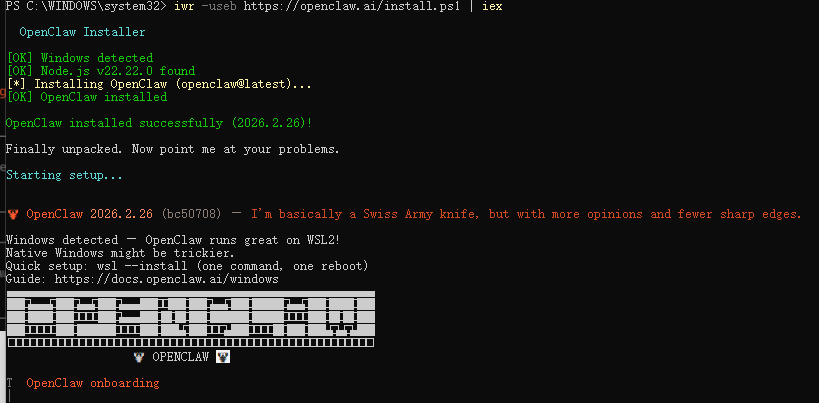 PS C:\WINDOWS\system32> iwr -useb https://openclaw.ai/install.ps1 | iex
OpenClaw Installer
[OK] Windows detected
[OK] Node.js v22.22.0 found
[*] Installing OpenClaw (openclaw@latest)...
[OK] OpenClaw installed
OpenClaw installed successfully (2026.2.26)!
Finally unpacked. Now point me at your problems.
Starting setup...
🦞 OpenClaw 2026.2.26 (bc50708) — I'm basically a Swiss Army knife, but with more opinions and fewer sharp edges.
Windows detected — OpenClaw runs great on WSL2!
Native Windows might be trickier.
Quick setup: wsl --install (one command, one reboot)
Guide: https://docs.openclaw.ai/windows
🦞 OPENCLAW 🦞
T OpenClaw onboarding